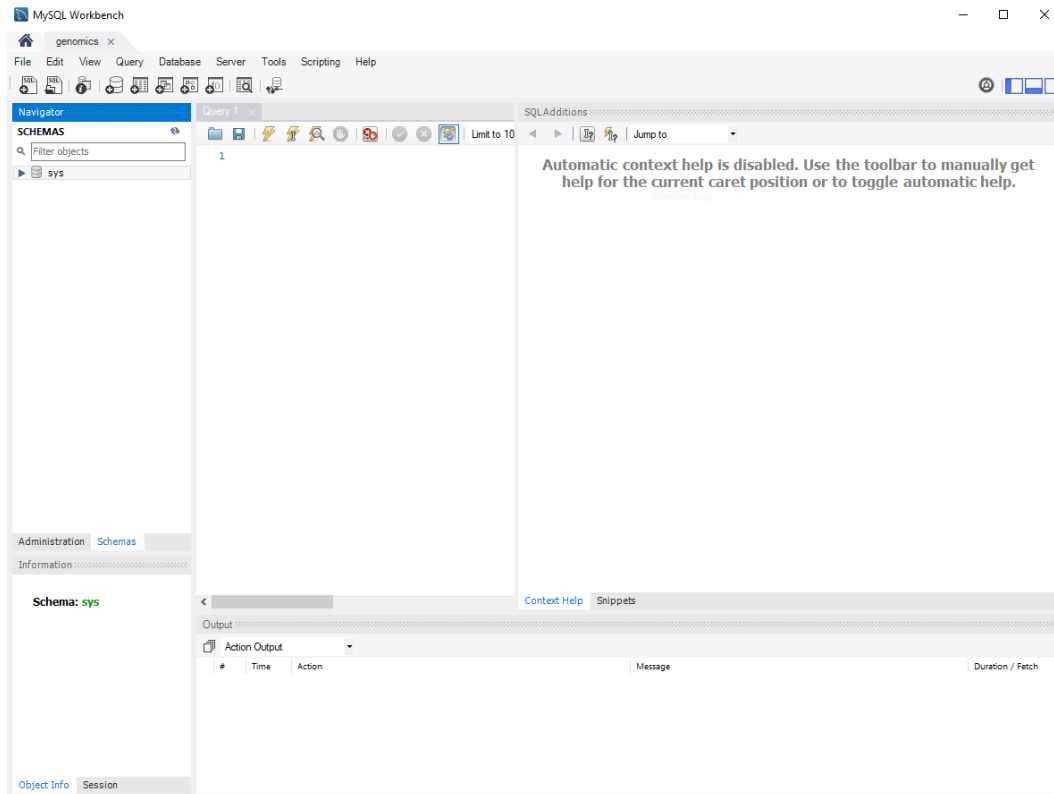 MySQL Workbench
genomics
File Edit View Query Database Server Tools Scripting Help
Navigator
SCHEMAS
Filter objects
sys
Administration Schemas
Information
Schema: sys
Object Info Session
Query 1
Limit to 10
1
SQLAdditions
Jump to
Automatic context help is disabled. Use the toolbar to manually get
help for the current caret position or to toggle automatic help.
Context Help Snippets
Output
Action Output
# Time Action Message Duration / Fetch